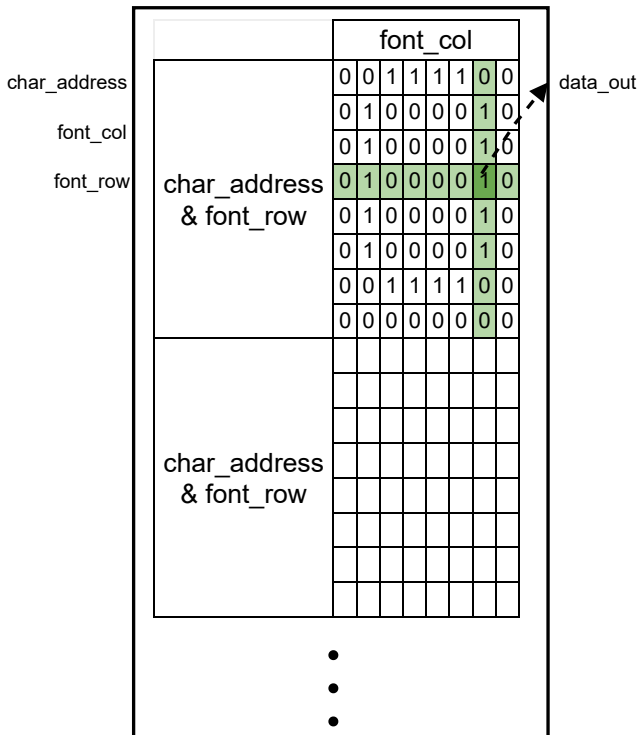 font_col
char_address
0 0 1 1 1 1 0 0
data_out
0 1 0 0 0 0 1 0
font_col
0 1 0 0 0 0 1 0
font_row
0 1 0 0 0 0 1 0
char_address
& font_row
0 1 0 0 0 0 1 0
0 1 0 0 0 0 1 0
0 0 1 1 1 1 0 0
0 0 0 0 0 0 0 0
char_address
& font_row